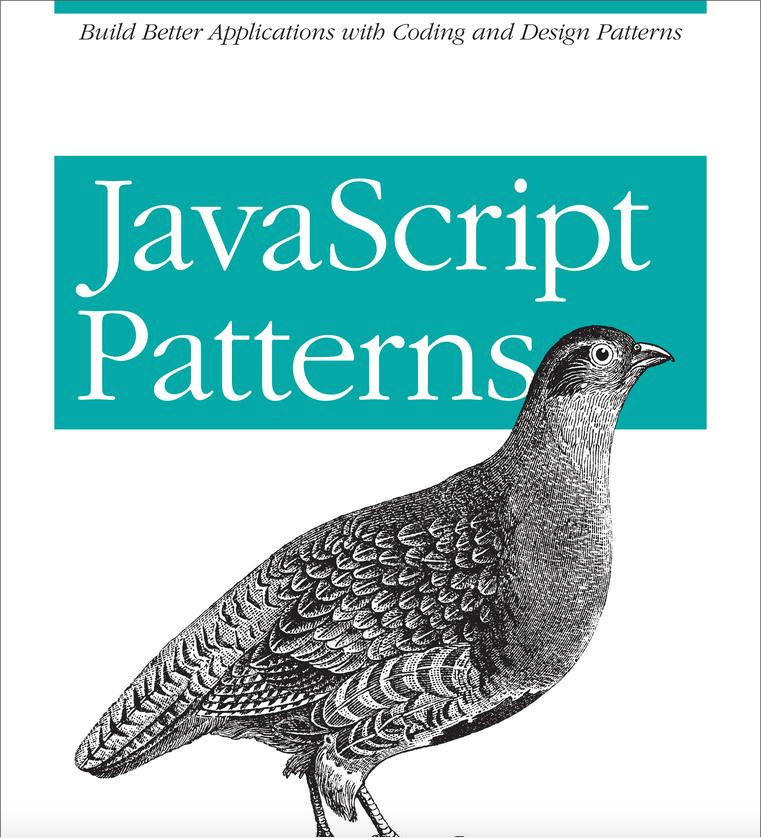 Build Better Applications with Coding and Design Patterns
JavaScript
Patterns